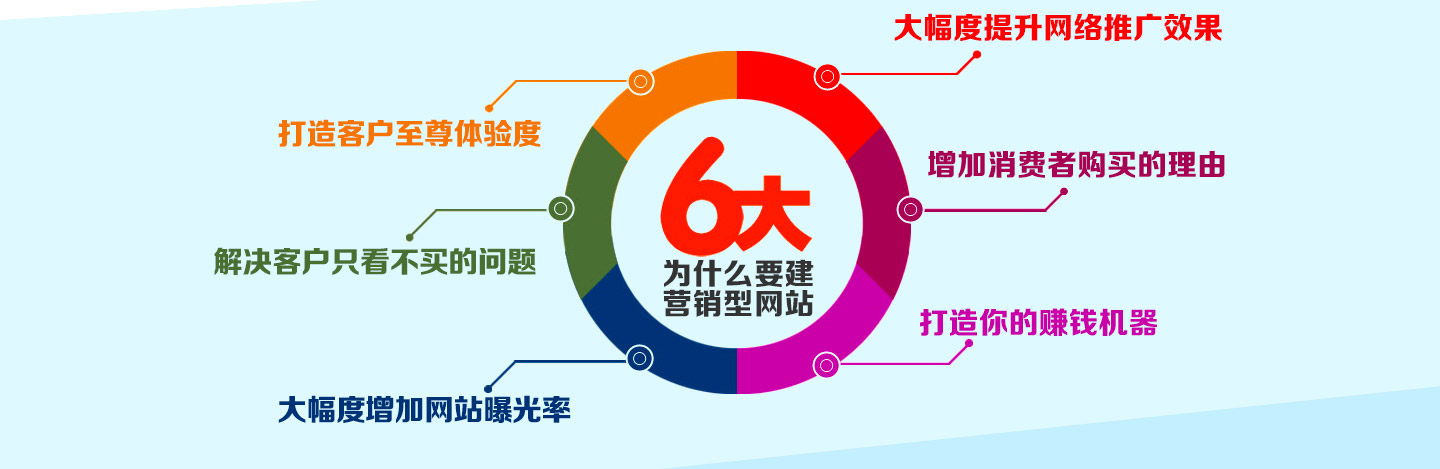 大幅度提升网络推广效果
打造客户至尊体验度
增加消费者购买的理由
6大
为什么要建
营销型网站
解决客户只看不买的问题
打造你的赚钱机器
大幅度增加网站曝光率